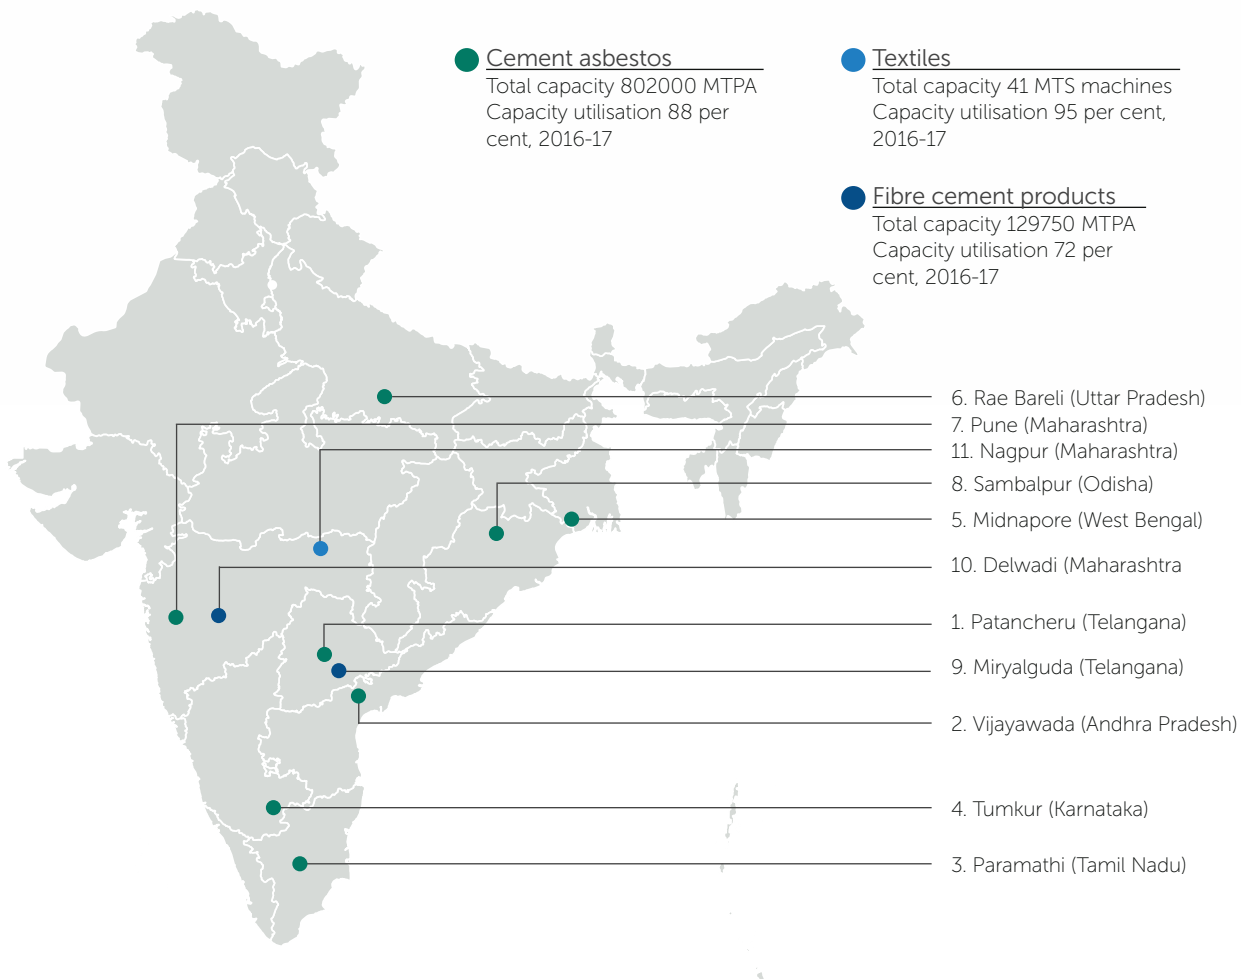 Cement asbestos
Total capacity 802000 MTPA
Capacity utilisation 88 per
cent, 2016-17
Textiles
Total capacity 41 MTS machines
Capacity utilisation 95 per cent,
2016-17
Fibre cement products
Total capacity 129750 MTPA
Capacity utilisation 72 per
cent, 2016-17
6. Rae Bareli (Uttar Pradesh)
7. Pune (Maharashtra)
11. Nagpur (Maharashtra)
8. Sambalpur (Odisha)
5. Midnapore (West Bengal)
10. Delwadi (Maharashtra
1. Patancheru (Telangana)
9. Miryalguda (Telangana)
2. Vijayawada (Andhra Pradesh)
4. Tumkur (Karnataka)
3. Paramathi (Tamil Nadu)